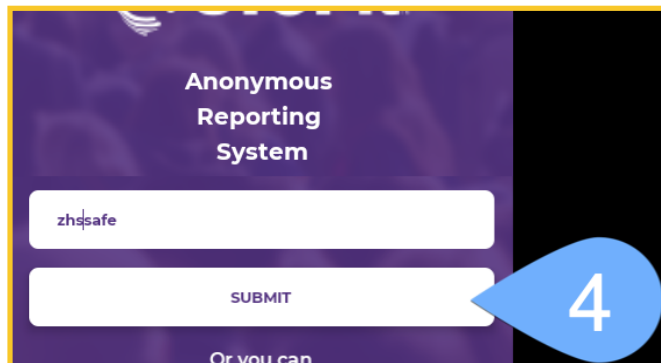 Anonymous
Reporting
System
zhssafe
SUBMIT
4
Or you can